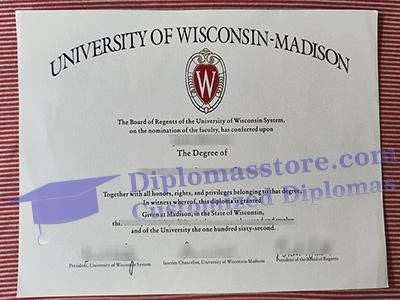 UNIVERSITY OF WISCONSIN-MADISON
W
The Board of Regents of the University of Wisconsin System,
on the nomination of the faculty, has conferred upon
The Degree of
Together with all honors, rights, and privileges belonging to that degree,
In witness whereof, this diploma is granted.
Given at Madison, in the State of Wisconsin,
this
and of the University the one hundred sixty-second.
President, University of Wisconsin System
Interim Chancellor, University of Wisconsin Madison
President of the Board of Regents
Diplomasstore.com
Customized Diplomas